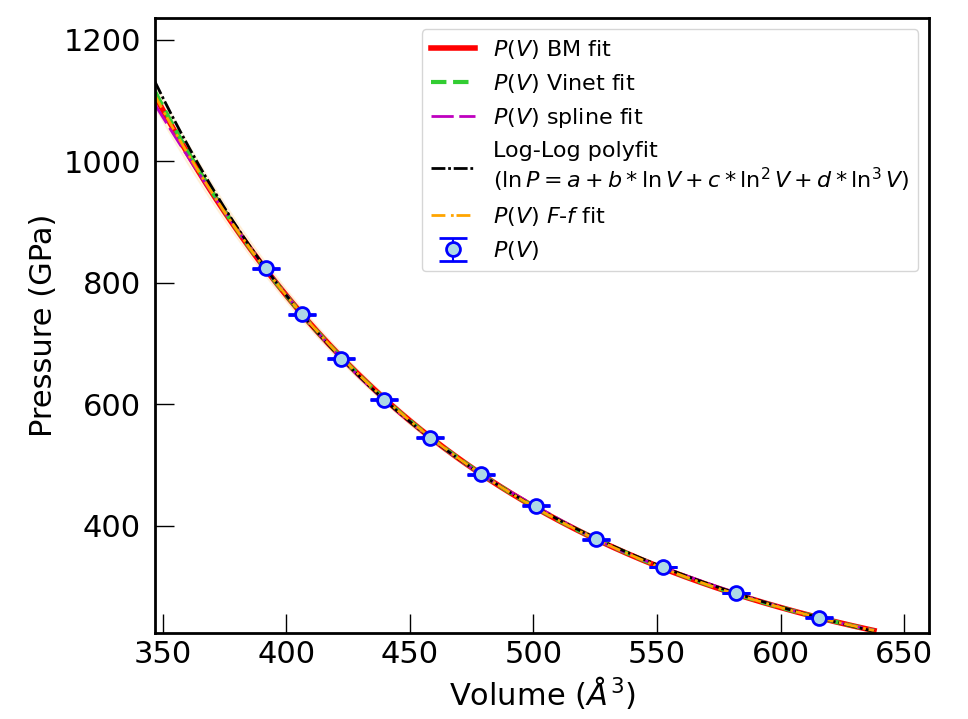 1200
1000
800
600
400
Pressure (GPa)
350 400 450 500 550 600 650
Volume (Å³)
P(V) BM fit
P(V) Vinet fit
P(V) spline fit
Log-Log polyfit
(ln P = a + b * ln V + c * ln² V + d * ln³ V)
P(V) F-f fit
P(V)